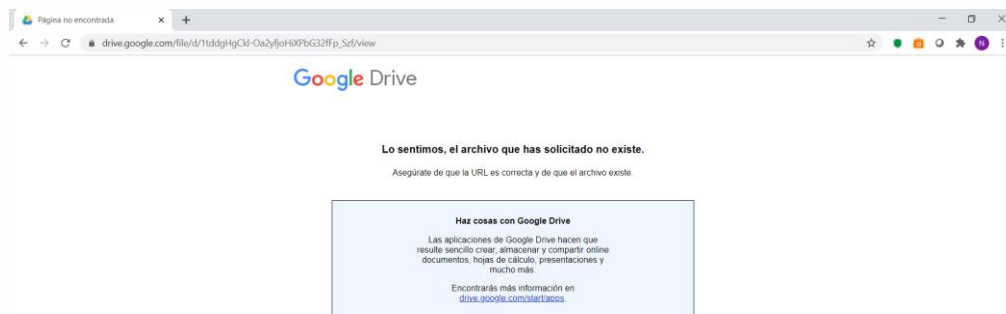 Página no encontrada
drive.google.com/file/d/1tddgHgCkl-Oa2yfjoHiXPbG32fFp_Szf/view
N
Google Drive
Lo sentimos, el archivo que has solicitado no existe.
Asegúrate de que la URL es correcta y de que el archivo existe.
Haz cosas con Google Drive
Las aplicaciones de Google Drive hacen que
resulte sencillo crear, almacenar y compartir online
documentos, hojas de cálculo, presentaciones y
mucho más.
Encontrarás más información en
drive.google.com/start/apps.